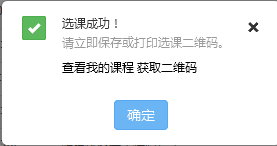 选课成功！
请立即保存或打印选课二维码。
查看我的课程 获取二维码
确定